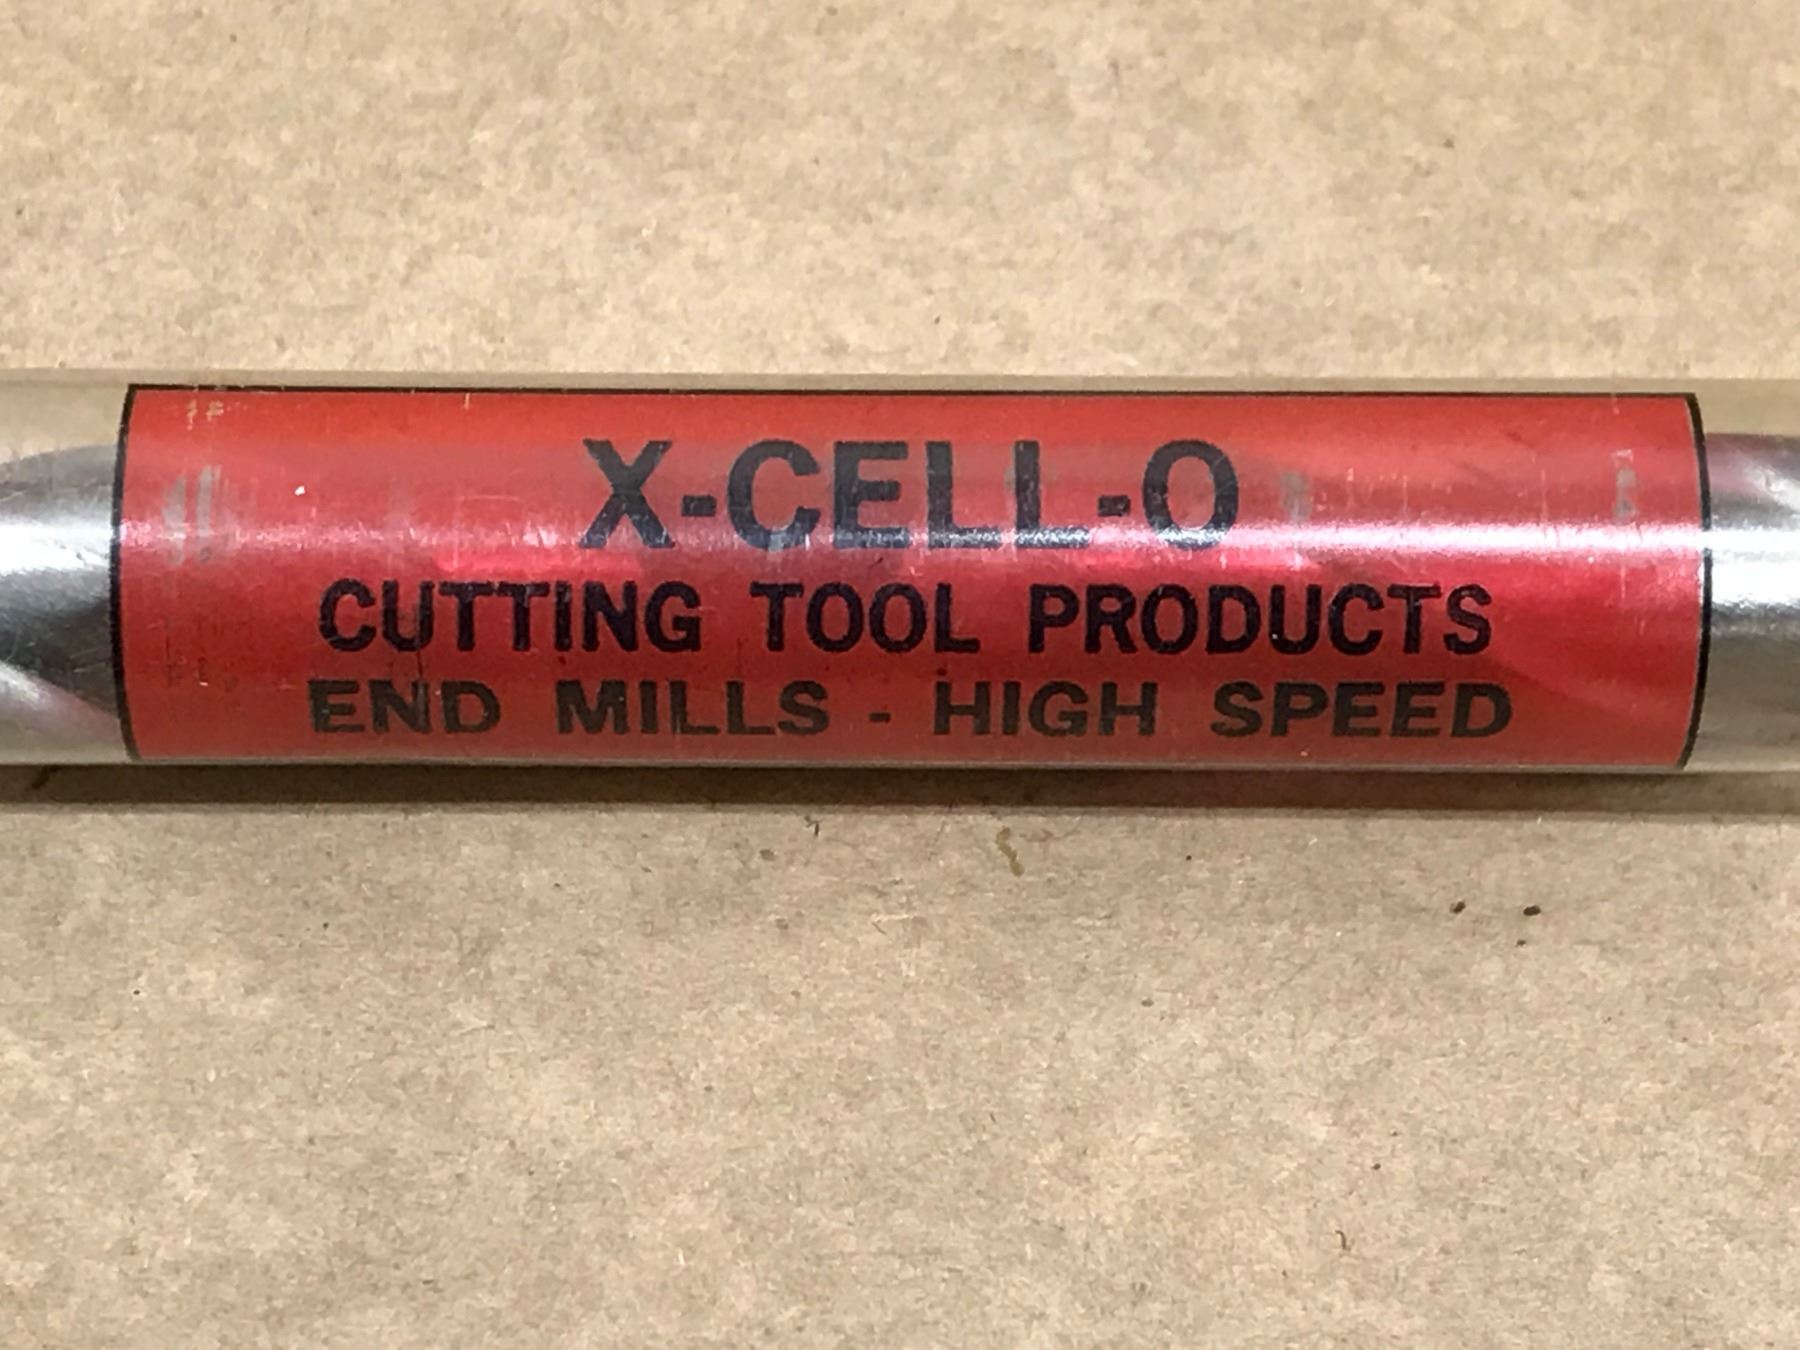 X-CELL-O
CUTTING TOOL PRODUCTS
END MILLS - HIGH SPEED